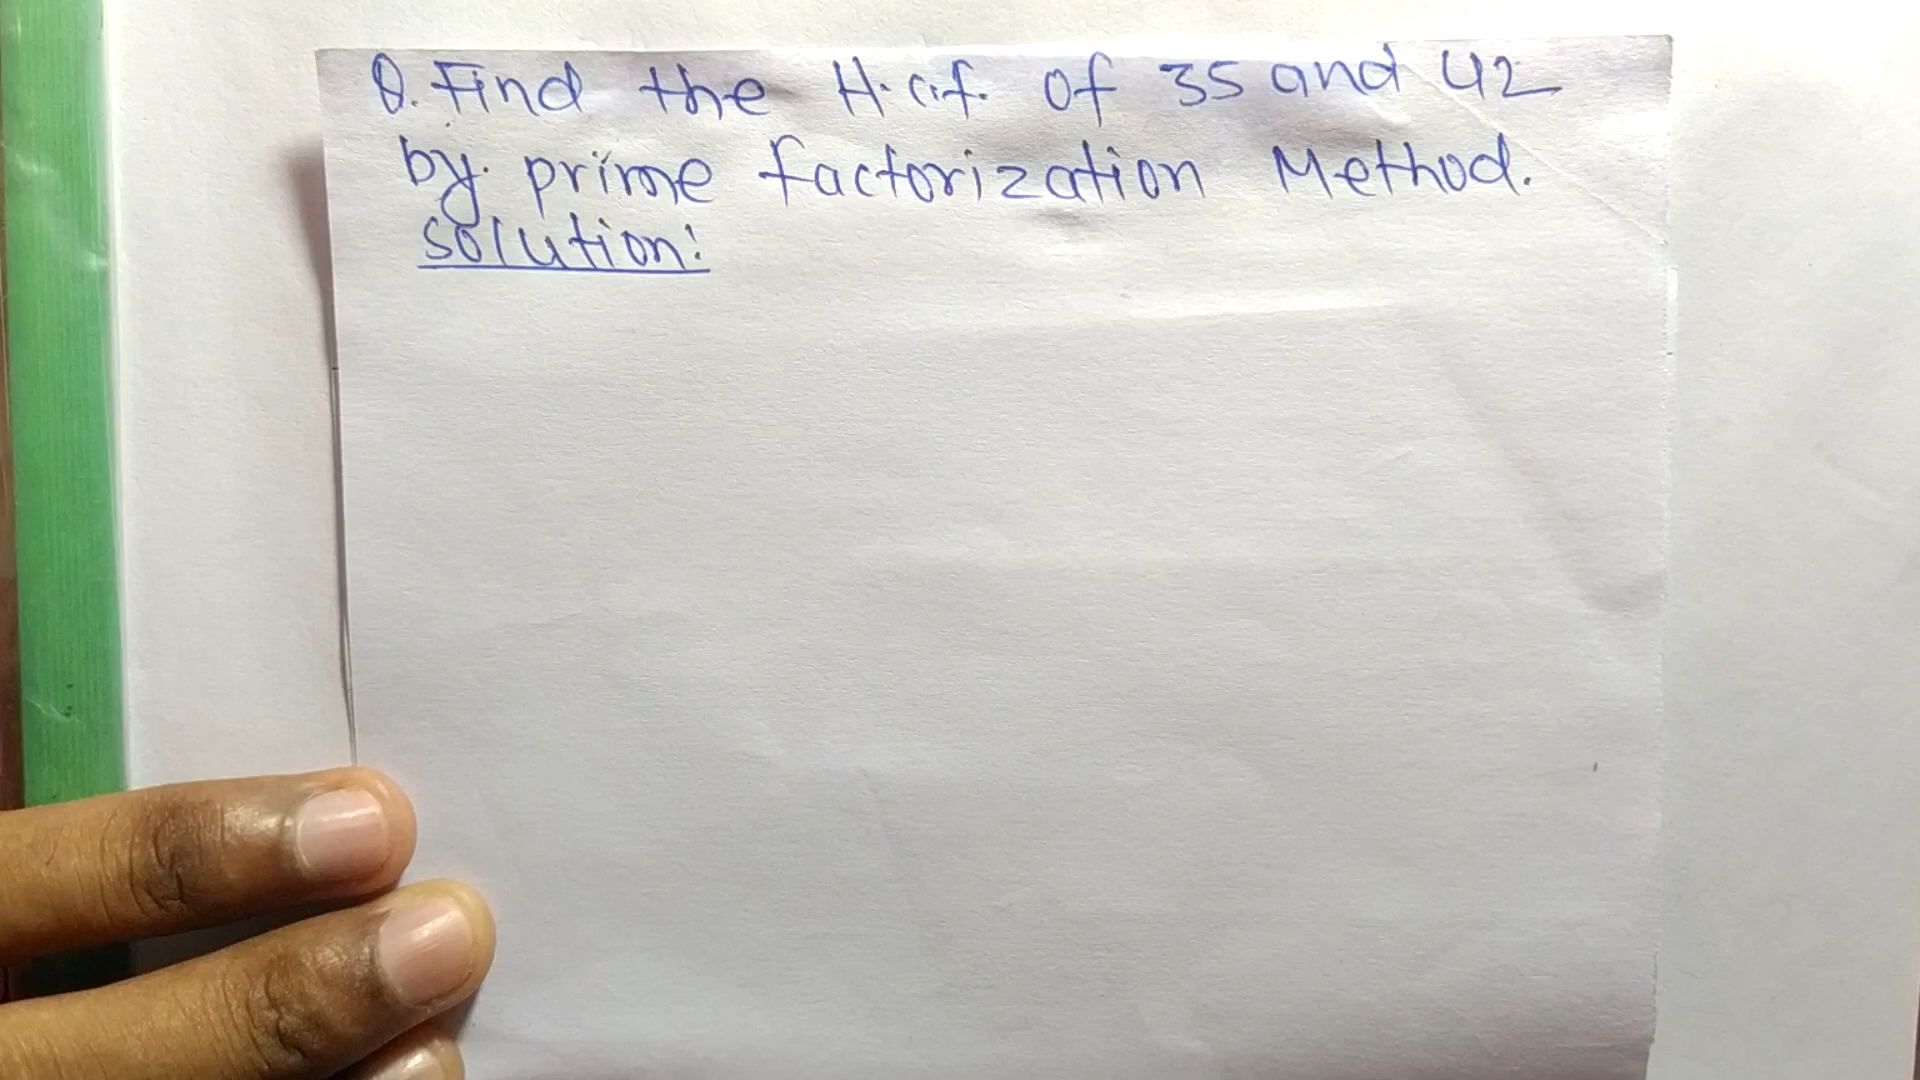 Q. Find the H.c.f. of 35 and 42
by. prime factorization Method.
solution: